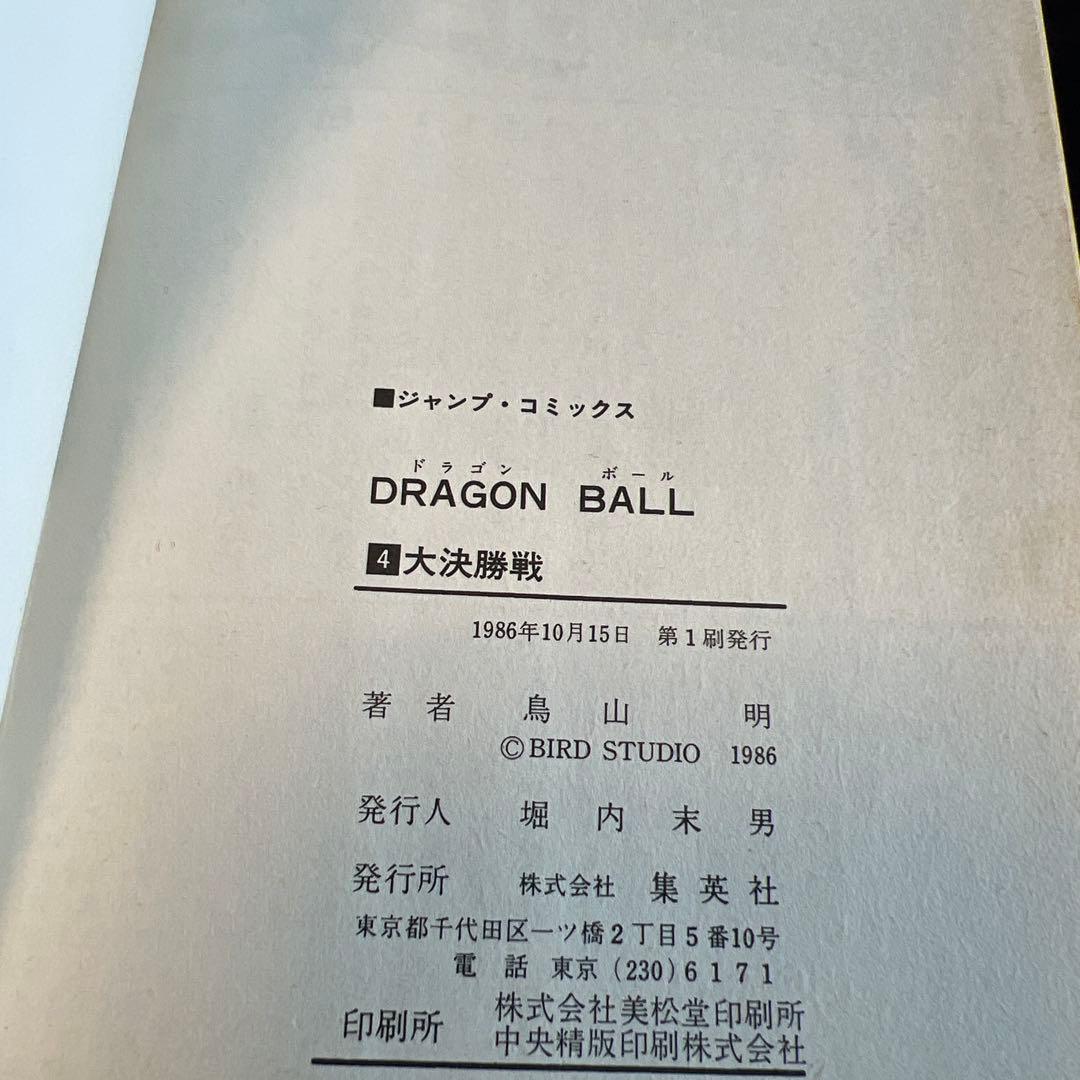 ■ジャンプ・コミックス
ドラゴン ボール
DRAGON BALL
4大決勝戦
1986年10月15日 第1刷発行
著者 鳥山 明
©BIRD STUDIO 1986
発行人 堀内末男
発行所 株式会社 集英社
東京都千代田区一ツ橋2丁目5番10号
電話 東京(230)6171
印刷所 株式会社美松堂印刷所
中央精版印刷株式会社